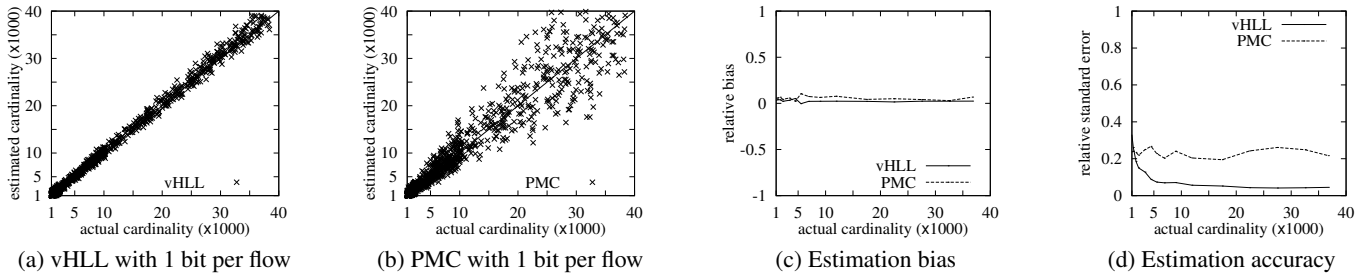 estimated cardinality (x1000)
40
30
20
10
5
1
vHLL
1 5 10 20 30 40
actual cardinality (x1000)
(a) vHLL with 1 bit per flow
estimated cardinality (x1000)
40
30
20
10
5
1
PMC
1 5 10 20 30 40
actual cardinality (x1000)
(b) PMC with 1 bit per flow
relative bias
1
0.5
0
-0.5
-1
vHLL
PMC
1 5 10 20 30 40
actual cardinality (x1000)
(c) Estimation bias
relative standard error
1
0.8
0.6
0.4
0.2
0
vHLL
PMC
1 5 10 20 30 40
actual cardinality (x1000)
(d) Estimation accuracy